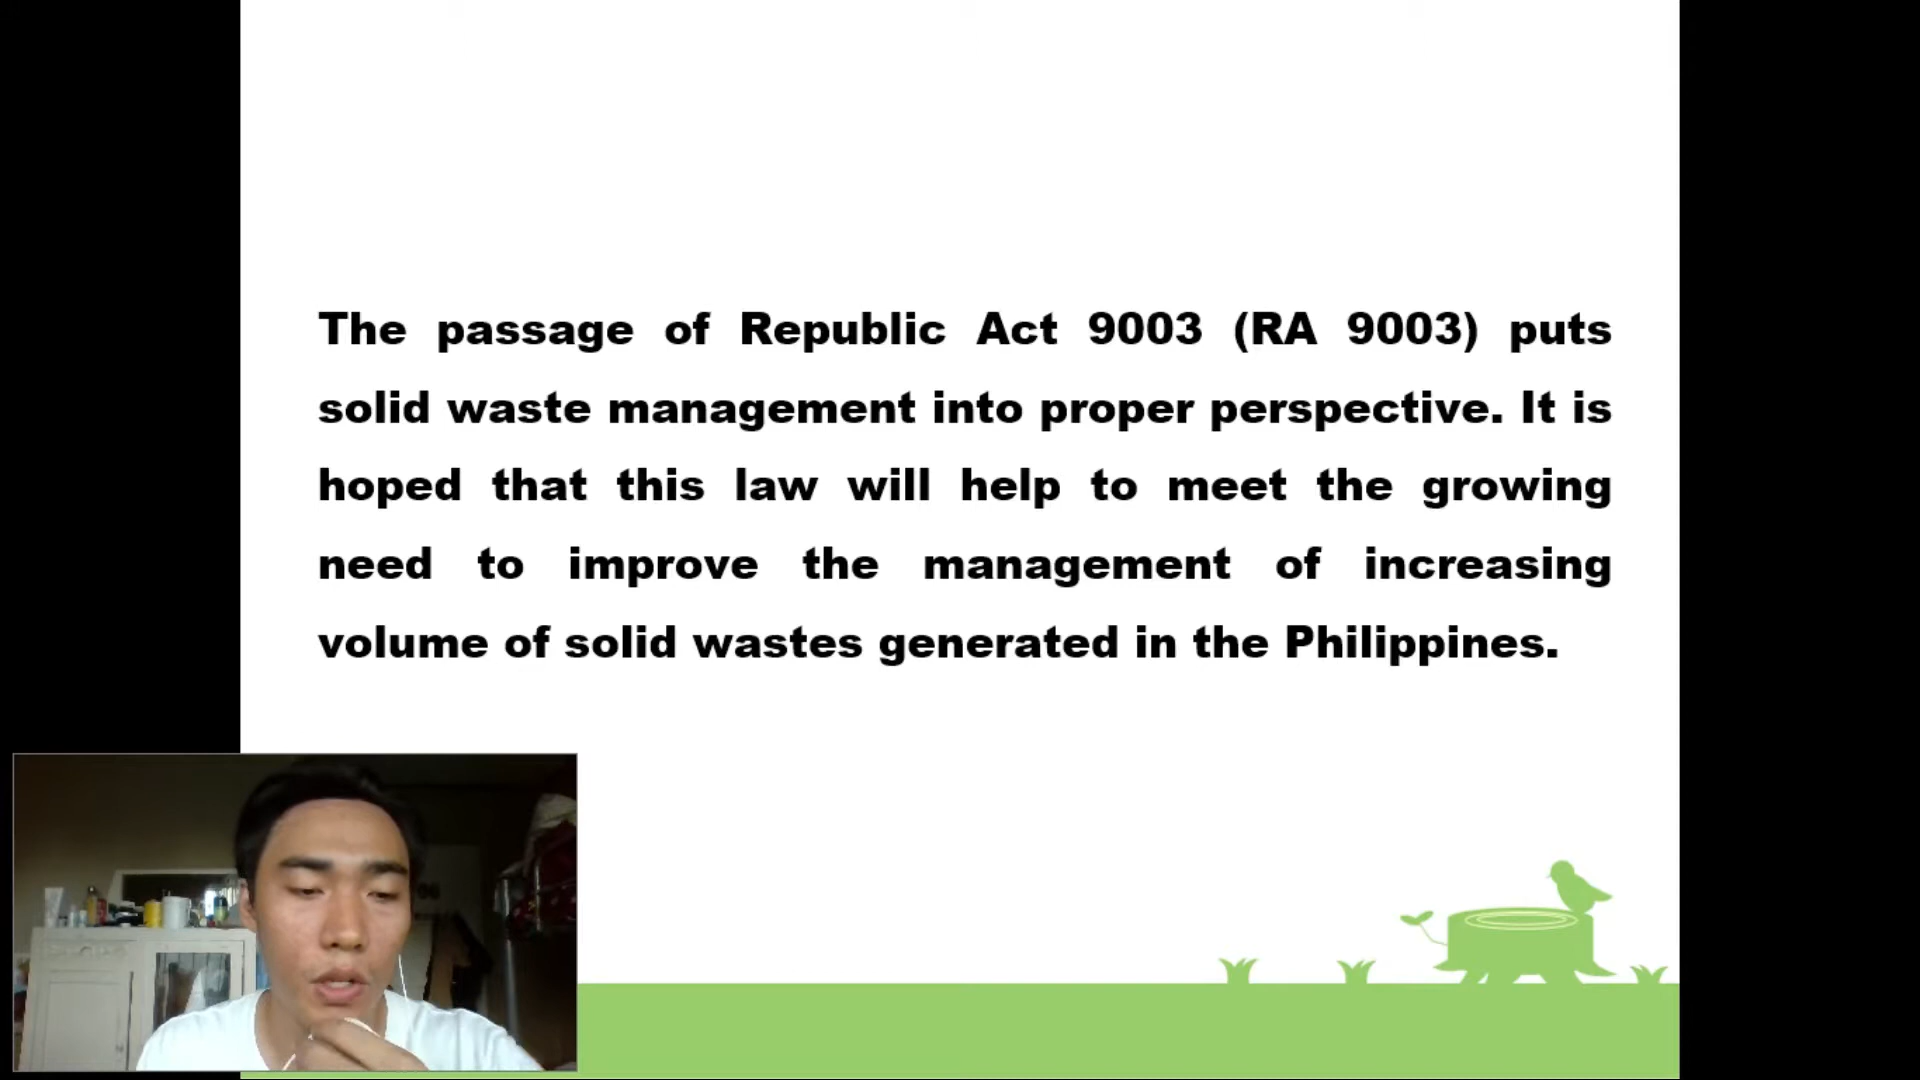 The passage of Republic Act 9003 (RA 9003) puts
solid waste management into proper perspective. It is
hoped that this law will help to meet the growing
need to improve the management of increasing
volume of solid wastes generated in the Philippines.